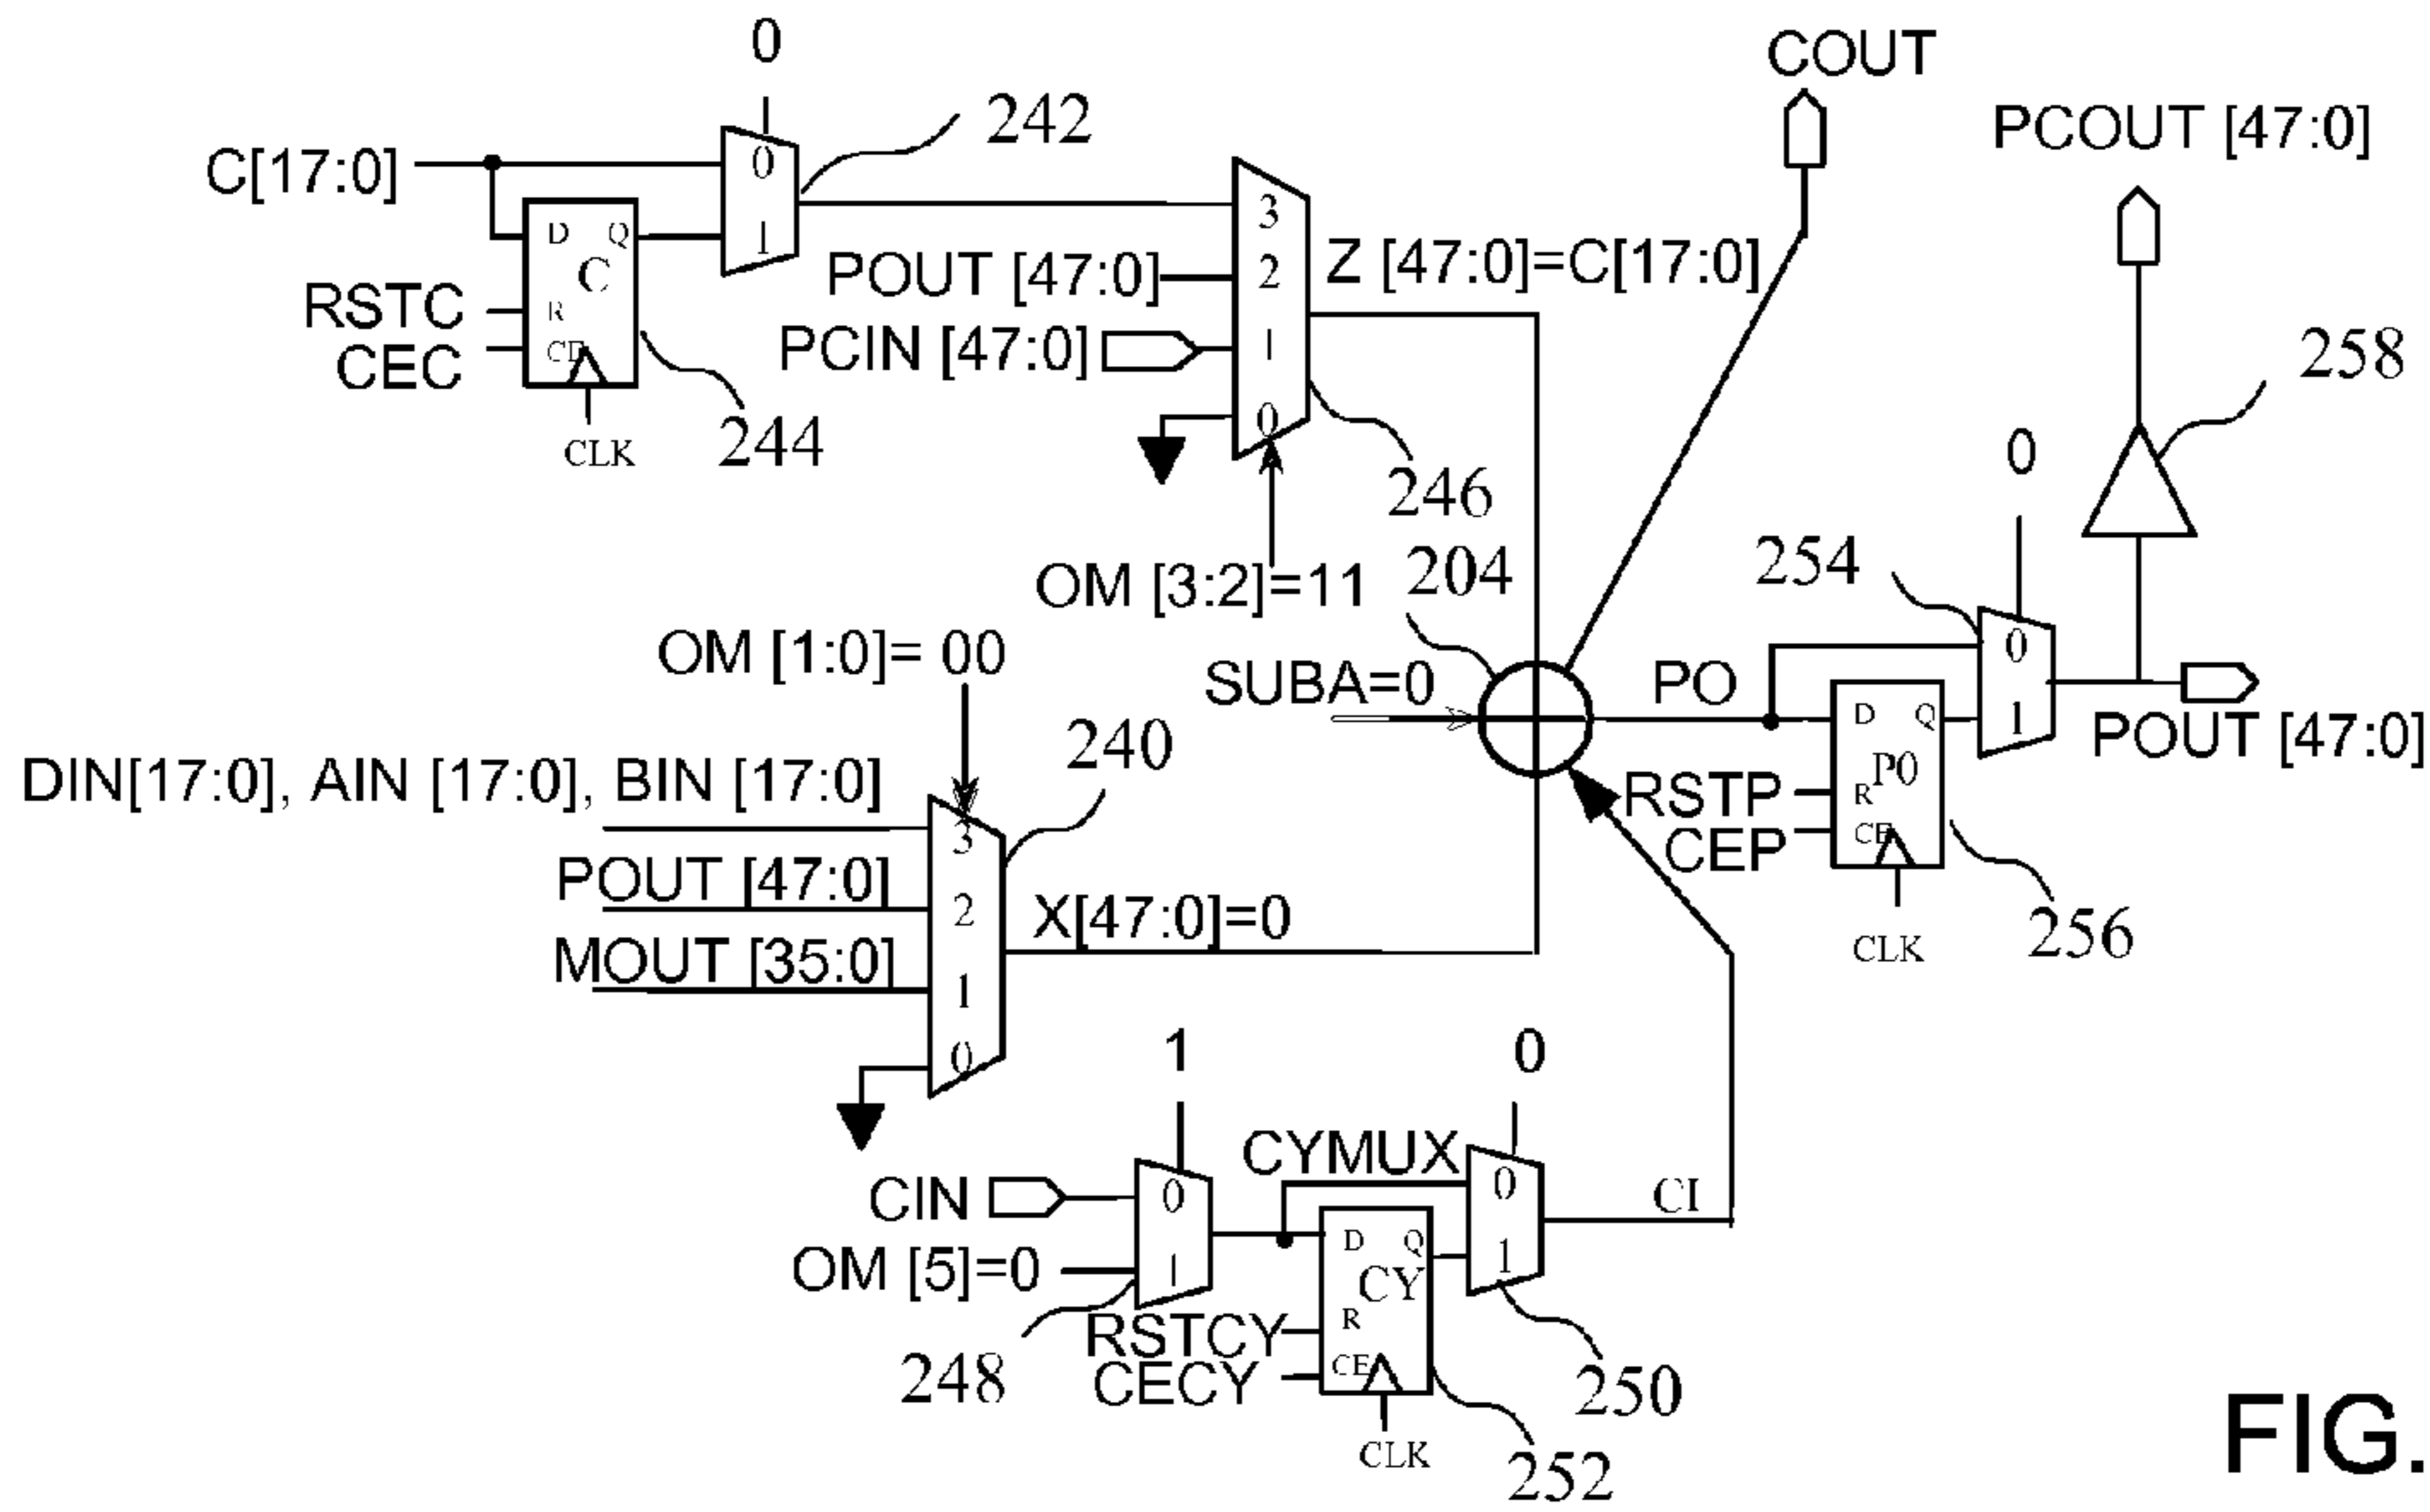 0
COUT
242
PCOUT [47:0]
C[17:0]
0
1
3
D Q
C
R
CE
CLK
RSTC
CEC
244
POUT [47:0]
2
Z [47:0]=C[17:0]
PCIN [47:0]
1
0
258
246
0
OM [3:2]=11
204
254
OM [1:0]= 00
SUBA=0
PO
0
1
D Q
P0
R
CE
CLK
POUT [47:0]
240
DIN[17:0], AIN [17:0], BIN [17:0]
RSTP
CEP
3
POUT [47:0]
2
X[47:0]=0
256
MOUT [35:0]
1
0
1
0
CYMUX
CIN
0
0
CI
OM [5]=0
1
D Q
CY
R
CE
CLK
1
RSTCY
CECY
248
250
252
FIG.